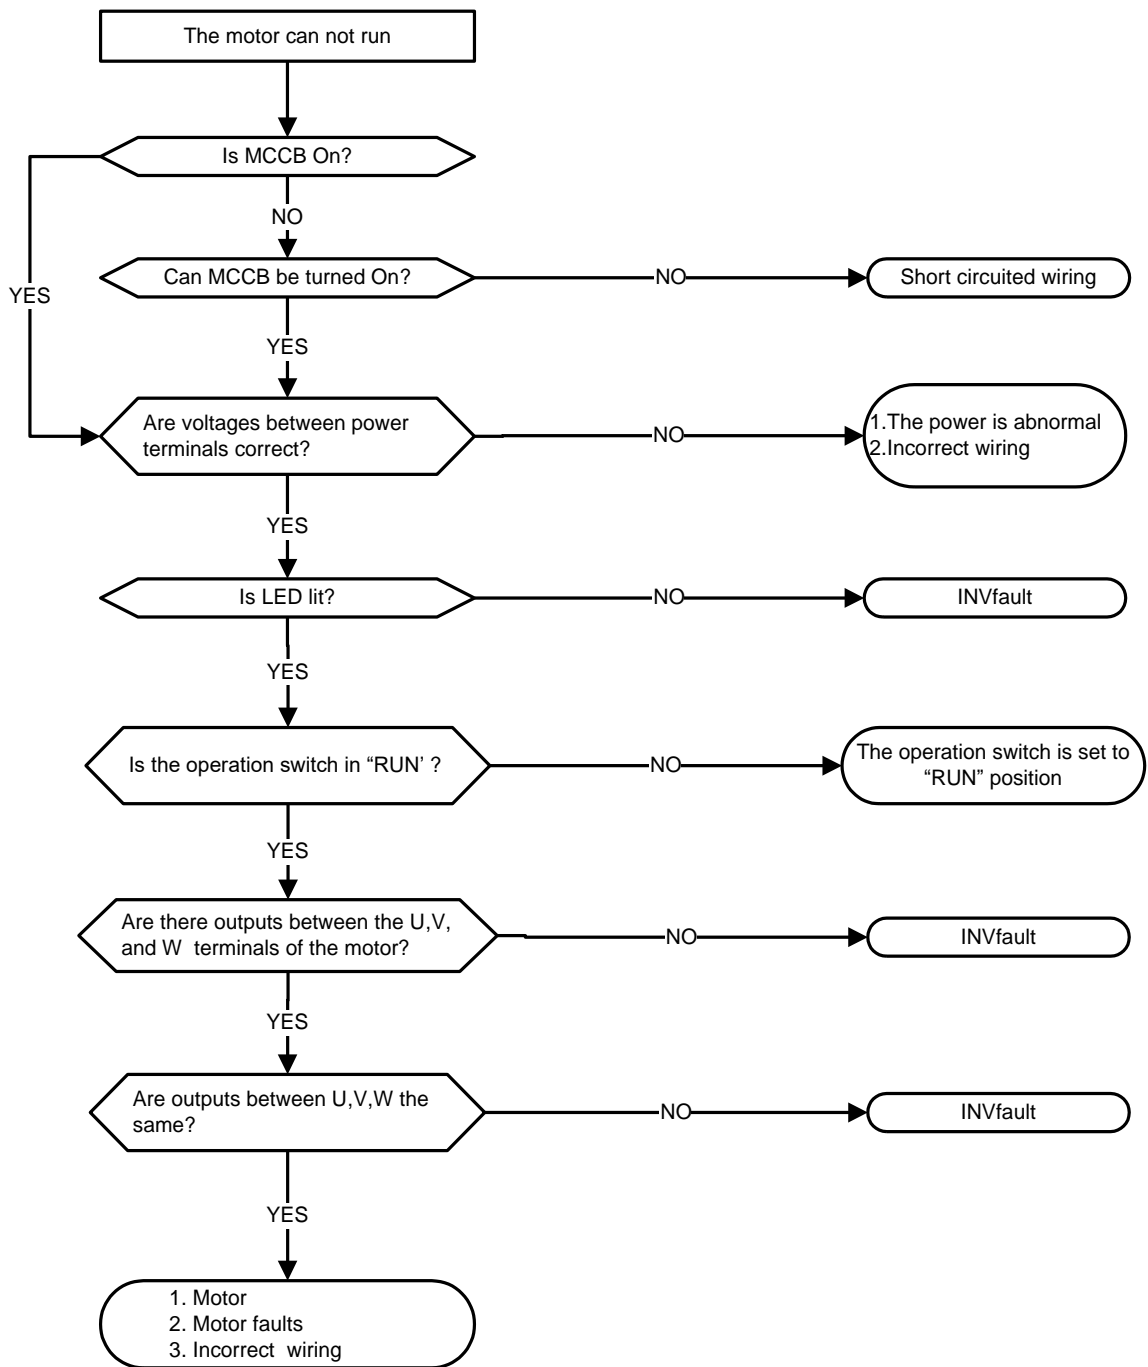 The motor can not run
Is MCCB On?
NO
YES
Can MCCB be turned On?
NO
Short circuited wiring
YES
Are voltages between power
terminals correct?
NO
1.The power is abnormal
2.Incorrect wiring
YES
Is LED lit?
NO
INVfault
YES
Is the operation switch in “RUN’ ?
NO
The operation switch is set to
“RUN” position
YES
Are there outputs between the U,V,
and W terminals of the motor?
NO
INVfault
YES
Are outputs between U,V,W the
same?
NO
INVfault
YES
1. Motor
2. Motor faults
3. Incorrect wiring